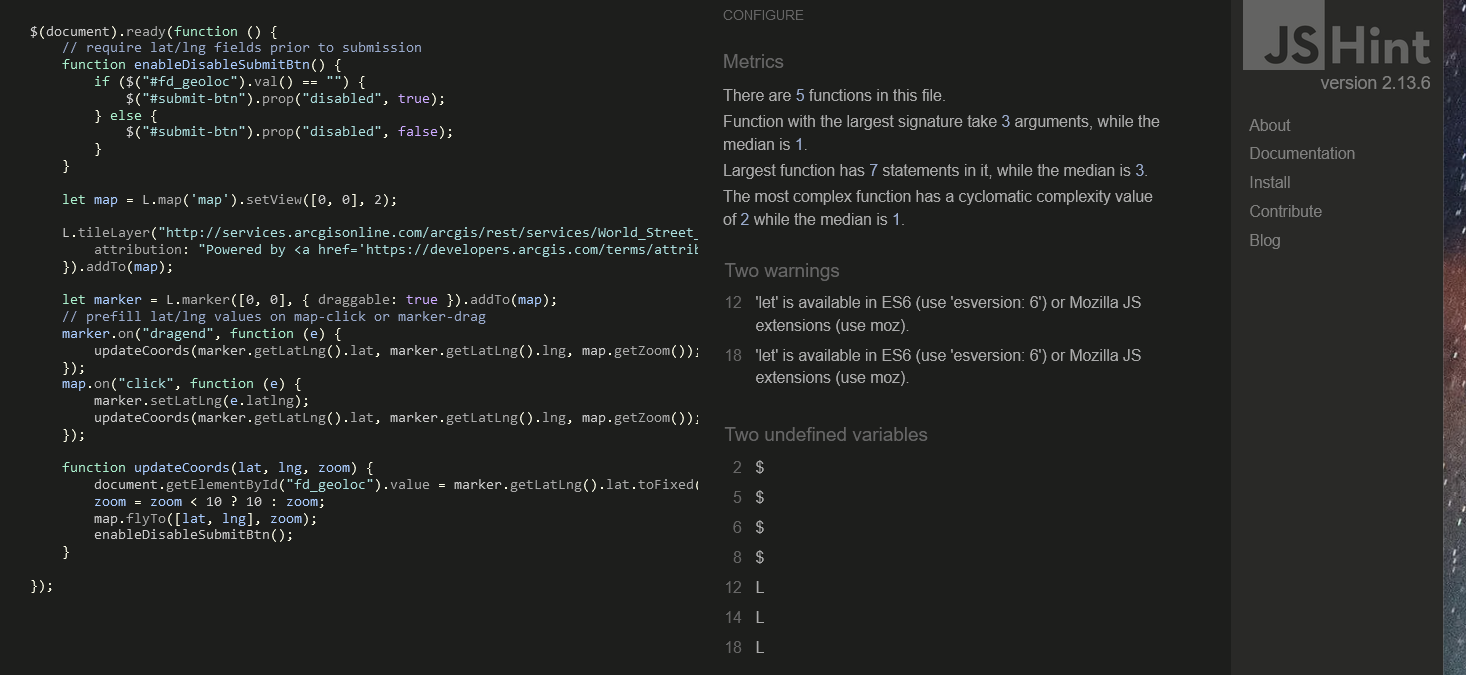 $(document).ready(function () {
// require lat/lng fields prior to submission
function enableDisableSubmitBtn() {
if ($("#fd_geoloc").val() == "") {
$("#submit-btn").prop("disabled", true);
} else {
$("#submit-btn").prop("disabled", false);
}
}
let map = L.map('map').setView([0, 0], 2);
L.tileLayer("http://services.arcgisonline.com/arcgis/rest/services/World_Street_
attribution: "Powered by <a href='https://developers.arcgis.com/terms/attrib
}).addTo(map);
let marker = L.marker([0, 0], { draggable: true }).addTo(map);
// prefill lat/lng values on map-click or marker-drag
marker.on("dragend", function (e) {
updateCoords(marker.getLatLng().lat, marker.getLatLng().lng, map.getZoom());
});
map.on("click", function (e) {
marker.setLatLng(e.latlng);
updateCoords(marker.getLatLng().lat, marker.getLatLng().lng, map.getZoom());
});
function updateCoords(lat, lng, zoom) {
document.getElementById("fd_geoloc").value = marker.getLatLng().lat.toFixed(
zoom = zoom < 10 ? 10 : zoom;
map.flyTo([lat, lng], zoom);
enableDisableSubmitBtn();
}
});
CONFIGURE
Metrics
There are 5 functions in this file.
Function with the largest signature take 3 arguments, while the
median is 1.
Largest function has 7 statements in it, while the median is 3.
The most complex function has a cyclomatic complexity value
of 2 while the median is 1.
Two warnings
12 'let' is available in ES6 (use 'esversion: 6') or Mozilla JS
extensions (use moz).
18 'let' is available in ES6 (use 'esversion: 6') or Mozilla JS
extensions (use moz).
Two undefined variables
2 $
5 $
6 $
8 $
12 L
14 L
18 L
JSHint
version 2.13.6
About
Documentation
Install
Contribute
Blog